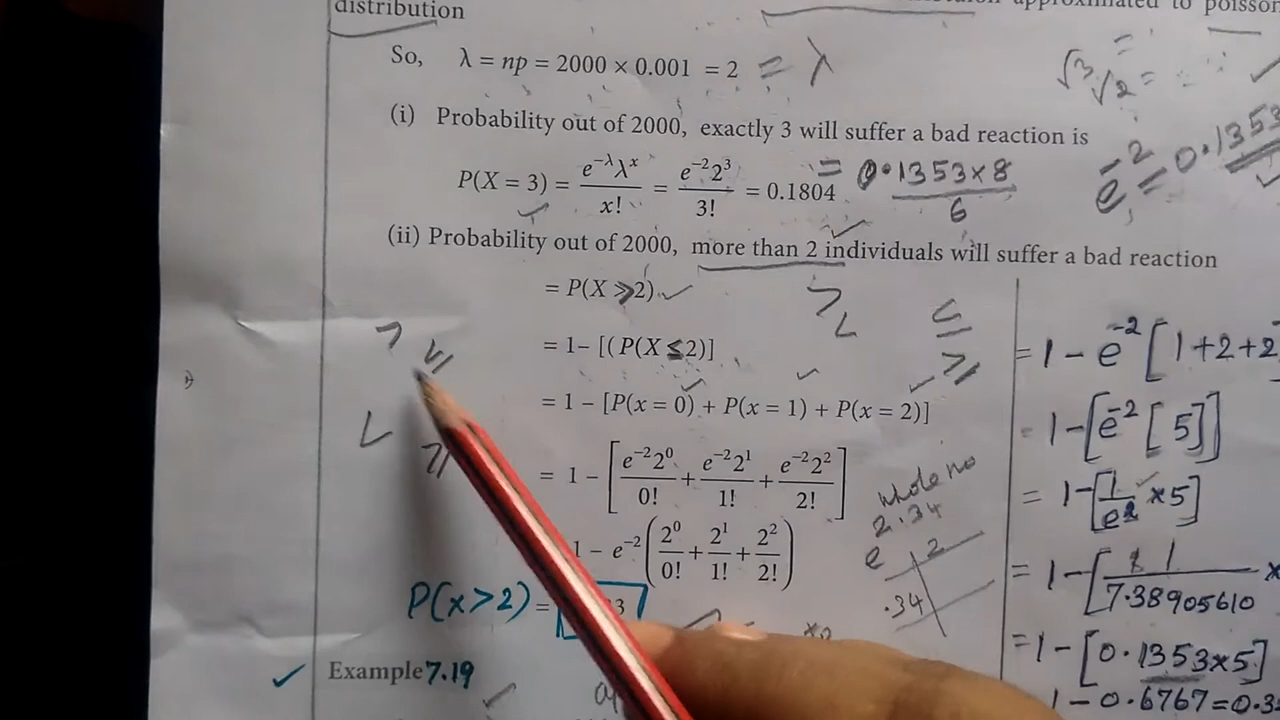 distribution approximated to poisson
So, λ = np = 2000 × 0.001 = 2 = λ
(i) Probability out of 2000, exactly 3 will suffer a bad reaction is
P(X = 3) = e^{−λ}λ^x / x! = e^{−2}2^3 / 3! = 0.1804 = 0.1353×8 / 6
e^{-2} = 0.1353
√3 √2 =
(ii) Probability out of 2000, more than 2 individuals will suffer a bad reaction
= P(X > 2)
= 1− [( P(X ≤ 2)]
= 1 − [P(x = 0) + P(x = 1) + P(x = 2)]
= 1 − [e^{−2}2^0 / 0! + e^{−2}2^1 / 1! + e^{−2}2^2 / 2!]
1 − e^{−2} (2^0 / 0! + 2^1 / 1! + 2^2 / 2!)
P(x>2) =
> ≤
< ≥
> <
≤
≥
whole no
2.34
e 2
.34
= 1 − e^{-2} [1+2+2
= 1 − [e^{-2} [5]]
= 1 − [1/e^2 ×5]
= 1 − [1 / 7.38905610 ×
= 1 − [0.1353×5]
1 − 0.6767 = 0.3
Example 7.19